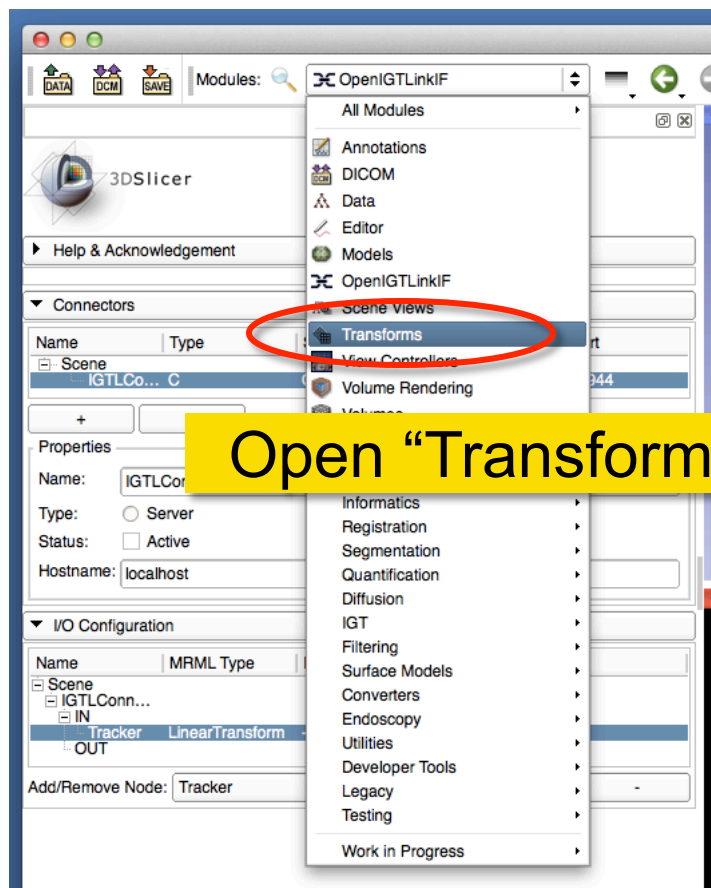 DATA DCM SAVE Modules: OpenIGTLinkIF
All Modules
3DSlicer
Annotations
DICOM
Data
Editor
Models
OpenIGTLinkIF
Scene Views
Transforms
View Controllers
Volume Rendering
Volumes
Help & Acknowledgement
Connectors
Name Type
Scene
IGTLCo... C 944
+
Open “Transform
Properties
Name:
Type: Server
Status: Active
Hostname: localhost
Informatics
Registration
Segmentation
Quantification
Diffusion
IGT
Filtering
Surface Models
Converters
Endoscopy
Utilities
Developer Tools
Legacy
Testing
Work in Progress
I/O Configuration
Name MRML Type
Scene
IGTLConn...
IN
Tracker LinearTransform
OUT
Add/Remove Node: Tracker -